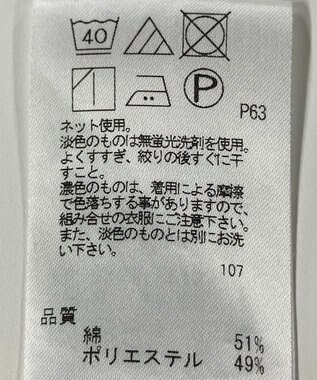 40
P
P63
ネット使用。
淡色のものは無蛍光洗剤を使用。
よくすすぎ、絞りの後すぐに干
すこと。
濃色のものは、着用による摩擦
で色落ちする事がありますので、
組み合せの衣服にご注意下さい。
また、淡色のものとは別にお洗
い下さい。
107
品質
綿 51%
ポリエステル 49%